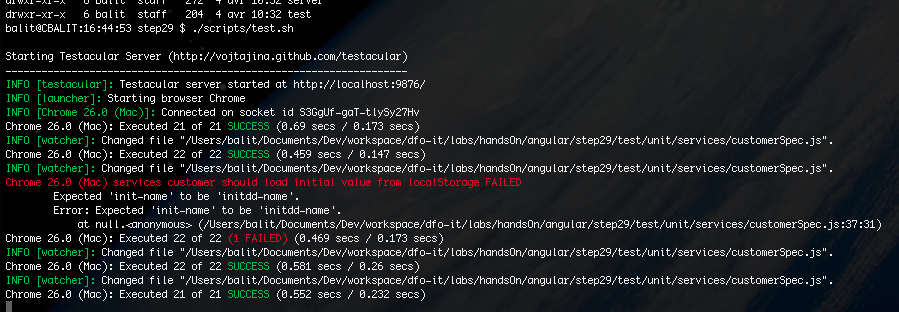 drwxr-xr-x   8 balit  staff   272  4 avr 10:32 server
drwxr-xr-x   6 balit  staff   204  4 avr 10:32 test
balit@CBALIT:16:44:53 step29 $ ./scripts/test.sh
Starting Testacular Server (http://vojtajina.github.com/testacular)
-------------------------------------------------------------------
INFO [testacular]: Testacular server started at http://localhost:9876/
INFO [launcher]: Starting browser Chrome
INFO [Chrome 26.0 (Mac)]: Connected on socket id S3GgUf-gaT-tlySy27Hv
Chrome 26.0 (Mac): Executed 21 of 21 SUCCESS (0.69 secs / 0.173 secs)
INFO [watcher]: Changed file "/Users/balit/Documents/Dev/workspace/dfo-it/labs/handsOn/angular/step29/test/unit/services/customerSpec.js".
Chrome 26.0 (Mac): Executed 22 of 22 SUCCESS (0.459 secs / 0.147 secs)
INFO [watcher]: Changed file "/Users/balit/Documents/Dev/workspace/dfo-it/labs/handsOn/angular/step29/test/unit/services/customerSpec.js".
Chrome 26.0 (Mac) services customer should load initial value from localStorage FAILED
Expected 'init-name' to be 'initdd-name'.
Error: Expected 'init-name' to be 'initdd-name'.
at null.<anonymous> (/Users/balit/Documents/Dev/workspace/dfo-it/labs/handsOn/angular/step29/test/unit/services/customerSpec.js:37:31)
Chrome 26.0 (Mac): Executed 22 of 22 (1 FAILED) (0.469 secs / 0.173 secs)
INFO [watcher]: Changed file "/Users/balit/Documents/Dev/workspace/dfo-it/labs/handsOn/angular/step29/test/unit/services/customerSpec.js".
Chrome 26.0 (Mac): Executed 22 of 22 SUCCESS (0.581 secs / 0.26 secs)
INFO [watcher]: Changed file "/Users/balit/Documents/Dev/workspace/dfo-it/labs/handsOn/angular/step29/test/unit/services/customerSpec.js".
Chrome 26.0 (Mac): Executed 21 of 21 SUCCESS (0.552 secs / 0.232 secs)